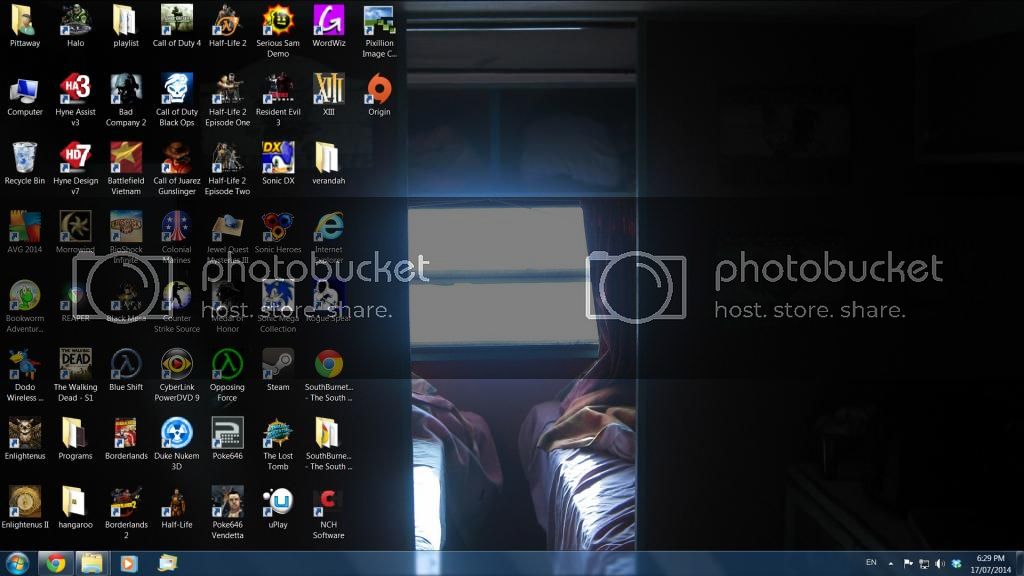 Pittaway
Halo
playlist
Call of Duty 4
Half-Life 2
Serious Sam
Demo
WordWiz
Pixillion
Image C...
Computer
Hyne Assist
v3
Bad
Company 2
Call of Duty
Black Ops
Half-Life 2
Episode One
Resident Evil
3
XIII
Origin
Recycle Bin
Hyne Design
v7
Battlefield
Vietnam
Call of Juarez
Gunslinger
Half-Life 2
Episode Two
Sonic DX
verandah
AVG 2014
Morrowind
BioShock
Infinite
Colonial
Marines
Jewel Quest
Mysteries III
Sonic Heroes
Internet
Explorer
Bookworm
Adventur...
REAPER
Black Mesa
Counter
Strike Source
Medal of
Honor
Sonic Mega
Collection
Rogue Spear
photobucket
host. store. share.
photobucket
host. store. share.
Dodo
Wireless ...
The Walking
Dead - S1
Blue Shift
CyberLink
PowerDVD 9
Opposing
Force
Steam
SouthBurnet...
- The South ...
Enlightenus
Programs
Borderlands
Duke Nukem
3D
Poke646
The Lost
Tomb
SouthBurne...
- The South ...
Enlightenus II
hangaroo
Borderlands
2
Half-Life
Poke646
Vendetta
uPlay
NCH
Software
EN
6:29 PM
17/07/2014